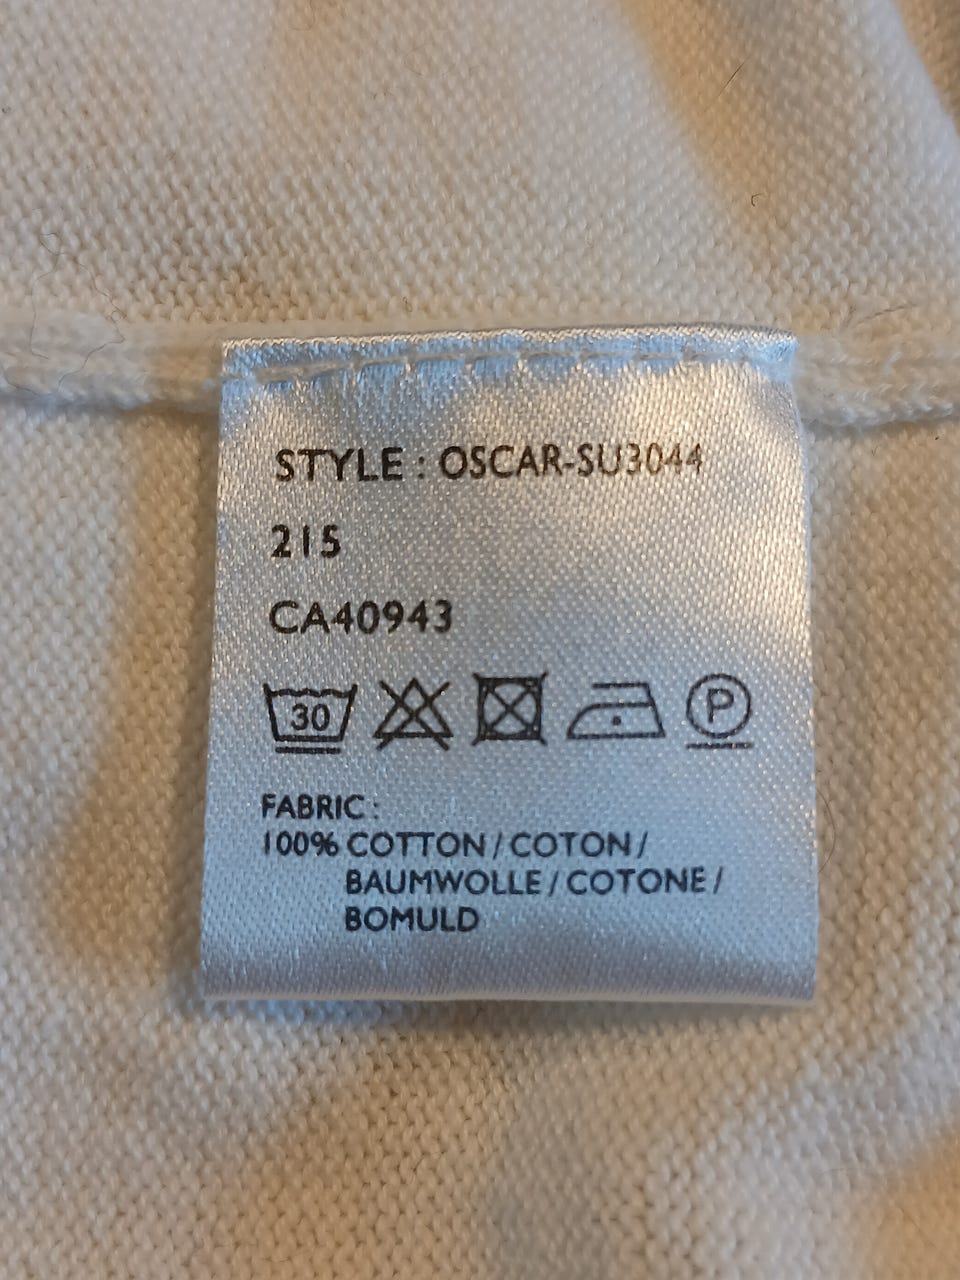 STYLE : OSCAR-SU3044
215
CA40943
30 P
FABRIC :
100% COTTON / COTON /
BAUMWOLLE / COTONE /
BOMULD